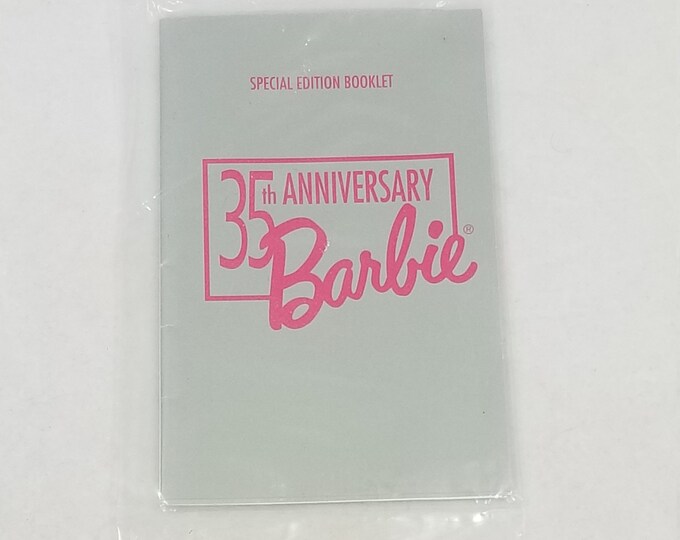 SPECIAL EDITION BOOKLET
35th ANNIVERSARY
Barbie®